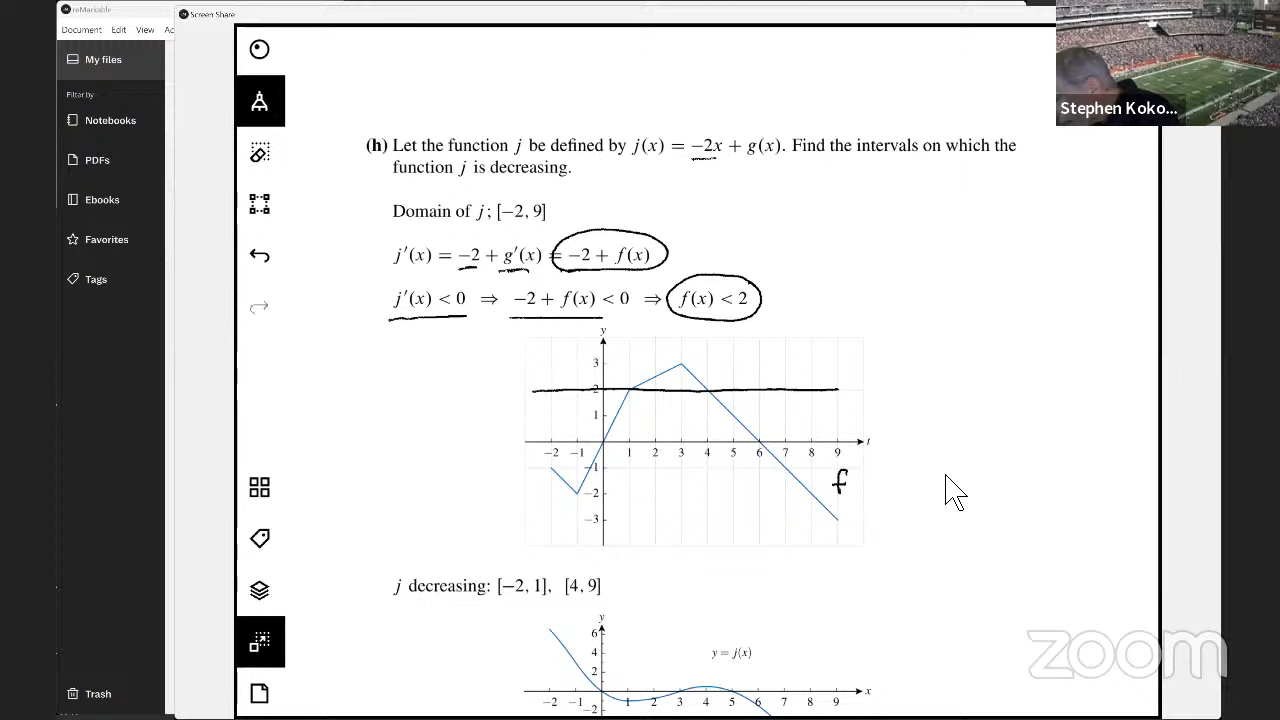 reMarkable
Screen Share
Document Edit View Ac
My files
Filter by
Notebooks
PDFs
Ebooks
Favorites
Tags
Trash
Stephen Koko...
(h) Let the function j be defined by j(x) = −2x + g(x). Find the intervals on which the
function j is decreasing.
Domain of j; [−2, 9]
j′(x) = −2 + g′(x) = −2 + f(x)
j′(x) < 0 ⇒ −2 + f(x) < 0 ⇒ f(x) < 2
y
3
2
1
−2 −1 1 2 3 4 5 6 7 8 9 t
−1
f
−2
−3
j decreasing: [−2, 1], [4, 9]
y
6
4
y = j(x)
2
x
−2 −1 1 2 3 4 5 6 7 8 9
−2
zoom